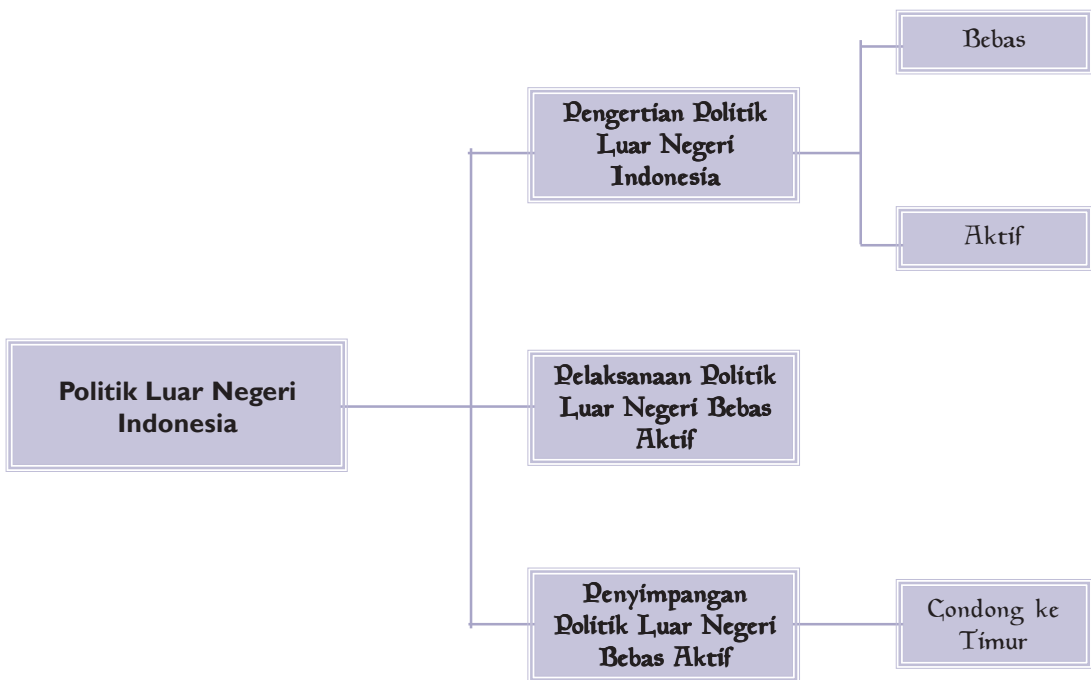 Bebas
Pengertian Politik
Luar Negeri
Indonesia
Aktif
Politik Luar Negeri
Indonesia
Pelaksanaan Politik
Luar Negeri Bebas
Aktif
Penyimpangan
Politik Luar Negeri
Bebas Aktif
Condong ke
Timur